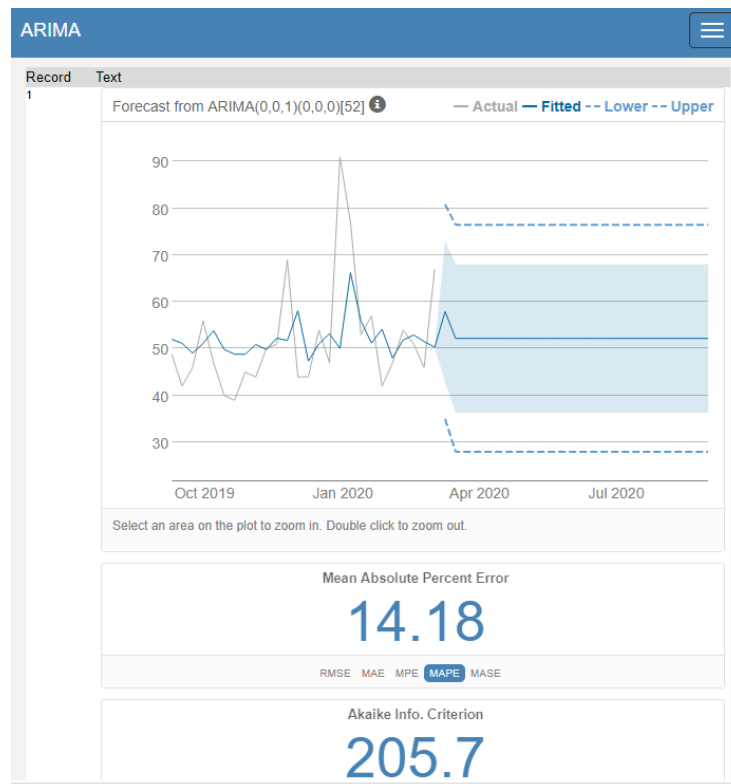 ARIMA
Record Text
1
Forecast from ARIMA(0,0,1)(0,0,0)[52] — Actual — Fitted -- Lower -- Upper
90
80
70
60
50
40
30
Oct 2019 Jan 2020 Apr 2020 Jul 2020
Select an area on the plot to zoom in. Double click to zoom out.
Mean Absolute Percent Error
14.18
RMSE MAE MPE MAPE MASE
Akaike Info. Criterion
205.7